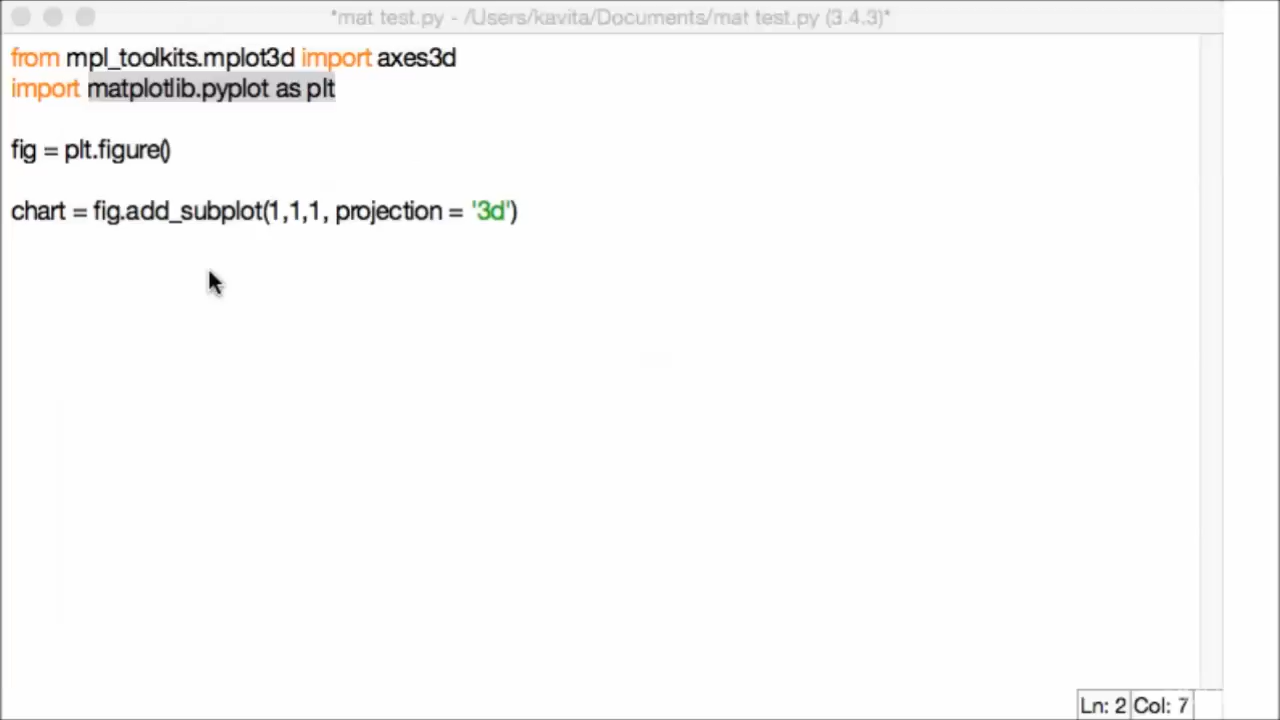 *mat test.py - /Users/kavita/Documents/mat test.py (3.4.3)*
from mpl_toolkits.mplot3d import axes3d
import matplotlib.pyplot as plt
fig = plt.figure()
chart = fig.add_subplot(1,1,1, projection = '3d')
Ln: 2 Col: 7